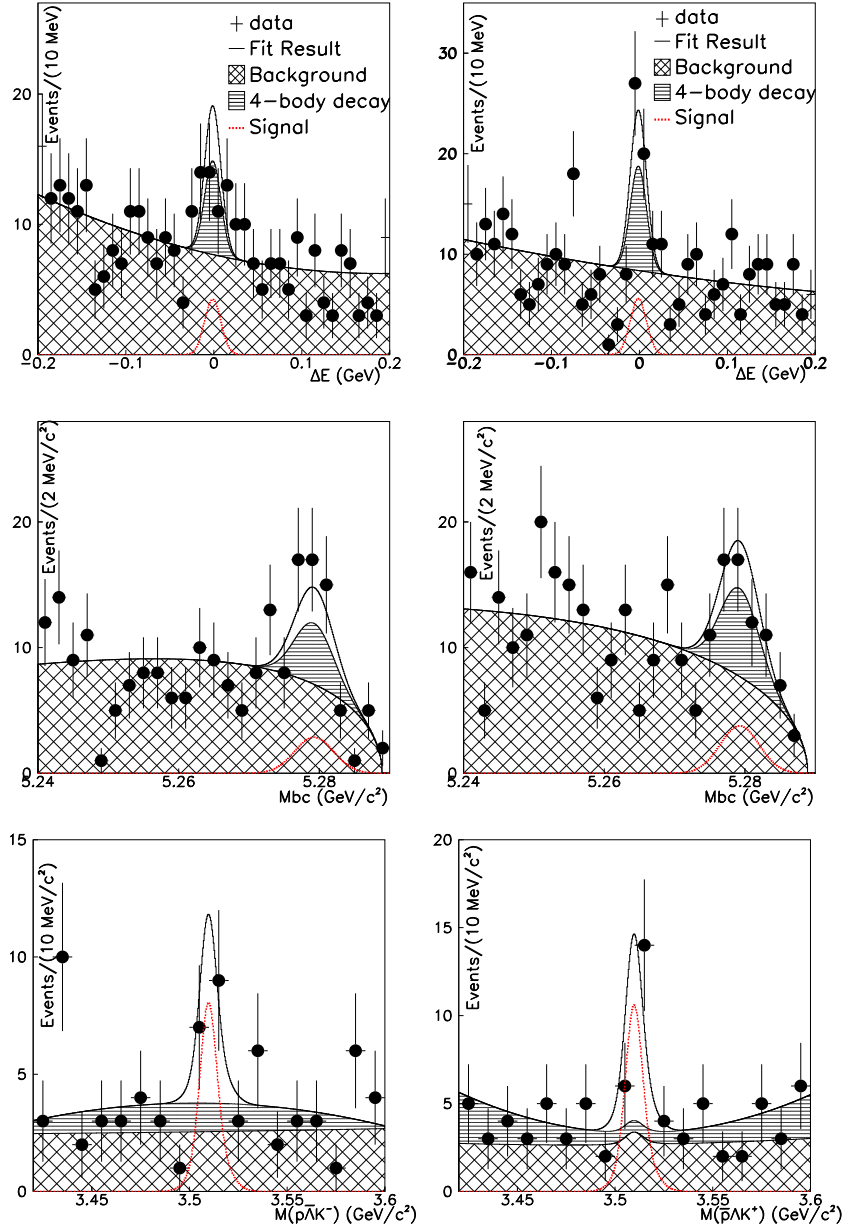 Events/(10 MeV)
data
Fit Result
Background
4-body decay
Signal
20
10
0
-0.2
-0.1
0
0.1
0.2
ΔE (GeV)
Events/(10 MeV)
data
Fit Result
Background
4-body decay
Signal
30
20
10
0
-0.2
-0.1
0
0.1
0.2
ΔE (GeV)
Events/(2 MeV/c²)
20
10
0
5.24
5.26
5.28
Mbc (GeV/c²)
Events/(2 MeV/c²)
20
10
0
5.24
5.26
5.28
Mbc (GeV/c²)
Events/(10 MeV/c²)
15
10
5
0
3.45
3.5
3.55
3.6
M(pΛK⁻) (GeV/c²)
Events/(10 MeV/c²)
20
15
10
5
0
3.45
3.5
3.55
3.6
M(p̅ΛK⁺) (GeV/c²)